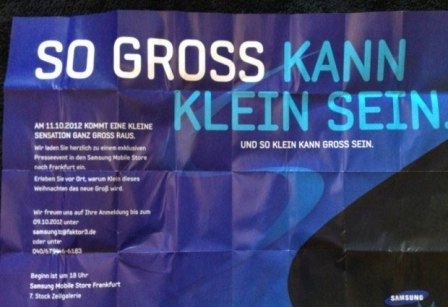 SO GROSS KANN
KLEIN SEIN.
UND SO KLEIN KANN GROSS SEIN.
AM 11.10.2012 KOMMT EINE KLEINE
SENSATION GANZ GROSS RAUS.
Wir laden Sie herzlich zu einem exklusiven
Presseevent in den Samsung Mobile Store
nach Frankfurt ein.
Erleben Sie vor Ort, warum Klein dieses
Weihnachten das neue Groß wird.
Wir freuen uns auf Ihre Anmeldung bis zum
09.10.2012 unter
oder unter
Beginn ist um 18 Uhr
Samsung Mobile Store Frankfurt
7. Stock Zeilgalerie
SAMSUNG